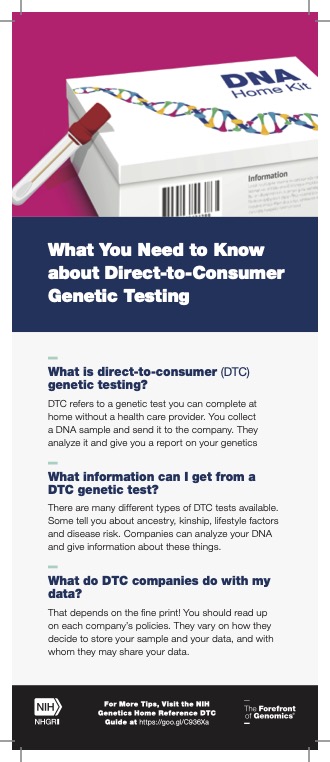 DNA
Home Kit
Information
What You Need to Know
about Direct-to-Consumer
Genetic Testing
What is direct-to-consumer (DTC)
genetic testing?
DTC refers to a genetic test you can complete at
home without a health care provider. You collect
a DNA sample and send it to the company. They
analyze it and give you a report on your genetics
What information can I get from a
DTC genetic test?
There are many different types of DTC tests available.
Some tell you about ancestry, kinship, lifestyle factors
and disease risk. Companies can analyze your DNA
and give information about these things.
What do DTC companies do with my
data?
That depends on the fine print! You should read up
on each company's policies. They vary on how they
decide to store your sample and your data, and with
whom they may share your data.
NIH
NHGRI
For More Tips, Visit the NIH
Genetics Home Reference DTC
Guide at https://goo.gl/C936Xa
The Forefront
of Genomics®